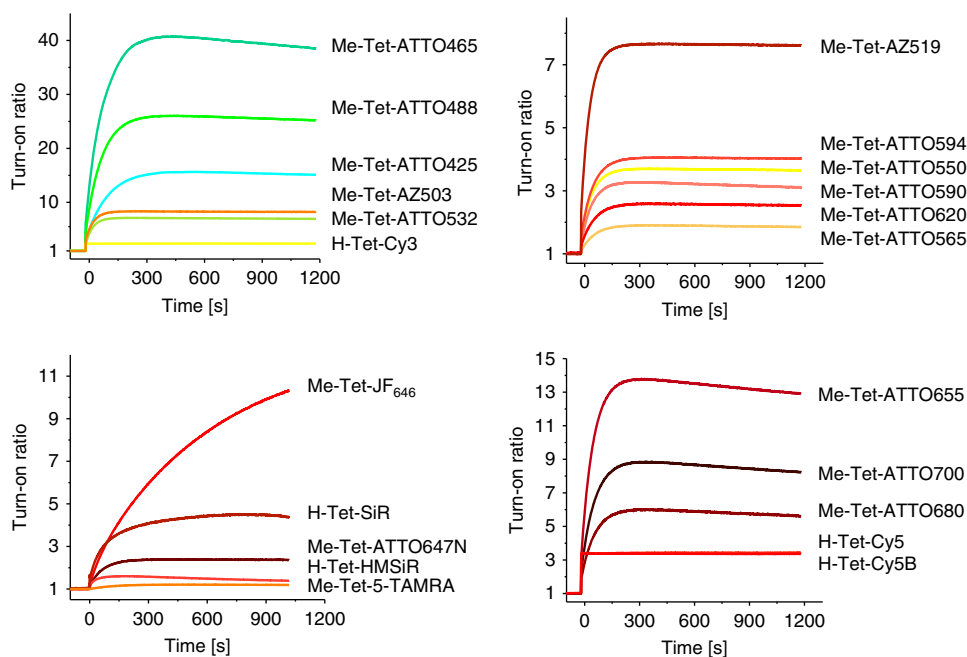 Turn-on ratio
40
30
20
10
1
Me-Tet-ATTO465
Me-Tet-ATTO488
Me-Tet-ATTO425
Me-Tet-AZ503
Me-Tet-ATTO532
H-Tet-Cy3
0 300 600 900 1200
Time [s]
Turn-on ratio
7
5
3
1
Me-Tet-AZ519
Me-Tet-ATTO594
Me-Tet-ATTO550
Me-Tet-ATTO590
Me-Tet-ATTO620
Me-Tet-ATTO565
0 300 600 900 1200
Time [s]
Turn-on ratio
11
9
7
5
3
1
Me-Tet-JF646
H-Tet-SiR
Me-Tet-ATTO647N
H-Tet-HMSiR
Me-Tet-5-TAMRA
0 300 600 900 1200
Time [s]
Turn-on ratio
15
13
11
9
7
5
3
1
Me-Tet-ATTO655
Me-Tet-ATTO700
Me-Tet-ATTO680
H-Tet-Cy5
H-Tet-Cy5B
0 300 600 900 1200
Time [s]